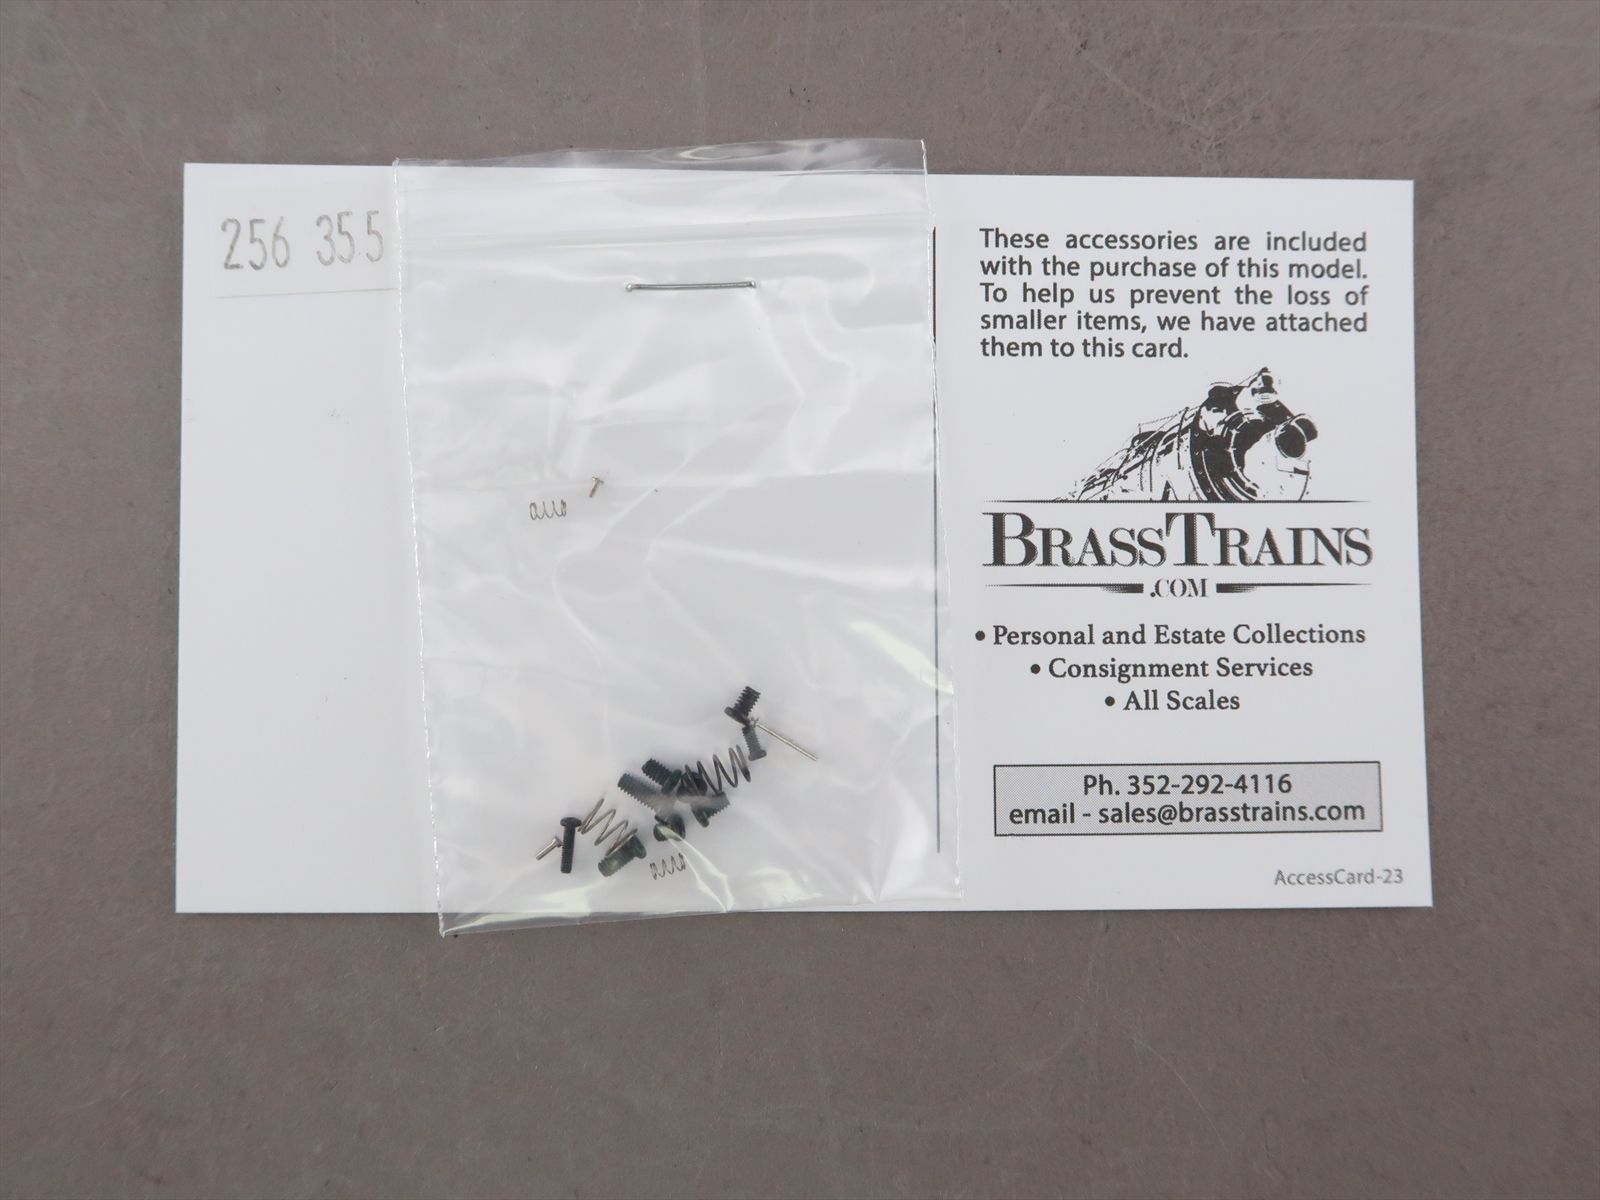 256 355
These accessories are included
with the purchase of this model.
To help us prevent the loss of
smaller items, we have attached
them to this card.
BRASSTRAINS
.COM
• Personal and Estate Collections
• Consignment Services
• All Scales
Ph. 352-292-4116
email - sales@brasstrains.com
AccessCard-23